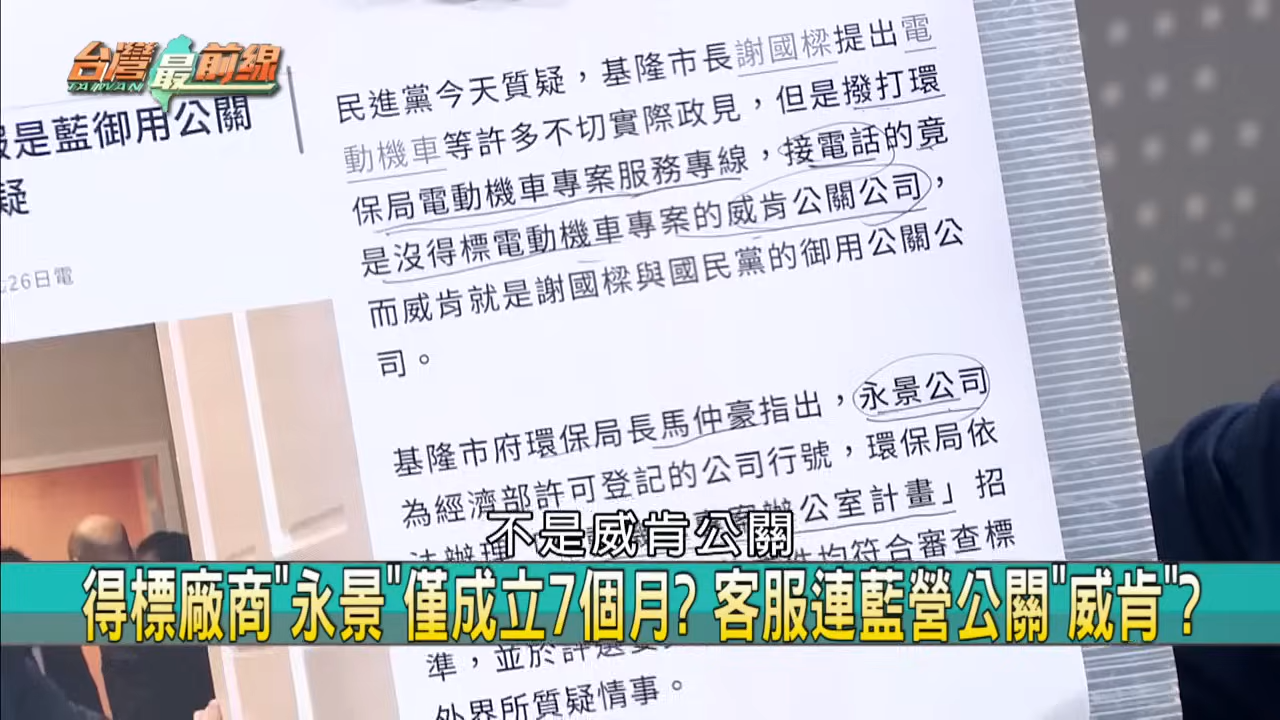 台灣最前線
TAIWAN
是藍御用公關
疑
26日電
民進黨今天質疑，基隆市長謝國樑提出電
動機車等許多不切實際政見，但是撥打環
保局電動機車專案服務專線，接電話的竟
是沒得標電動機車專案的威肯公關公司，
而威肯就是謝國樑與國民黨的御用公關公
司。
基隆市府環保局長馬仲豪指出，永景公司
為經濟部許可登記的公司行號，環保局依
公室計畫」招
均符合審查標
準，並於評選
外界所質疑情事。
不是威肯公關
得標廠商"永景"僅成立7個月？客服連藍營公關"威肯"？